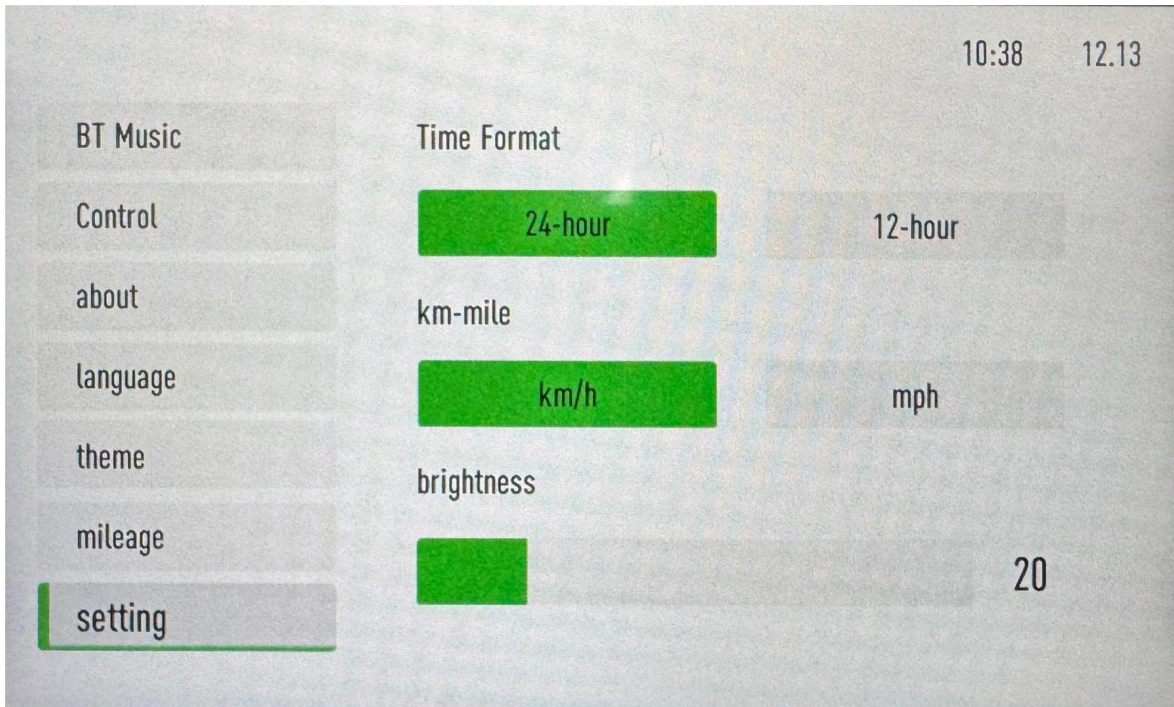 10:38 12.13
BT Music
Control
about
language
theme
mileage
setting
Time Format
24-hour 12-hour
km-mile
km/h mph
brightness
20